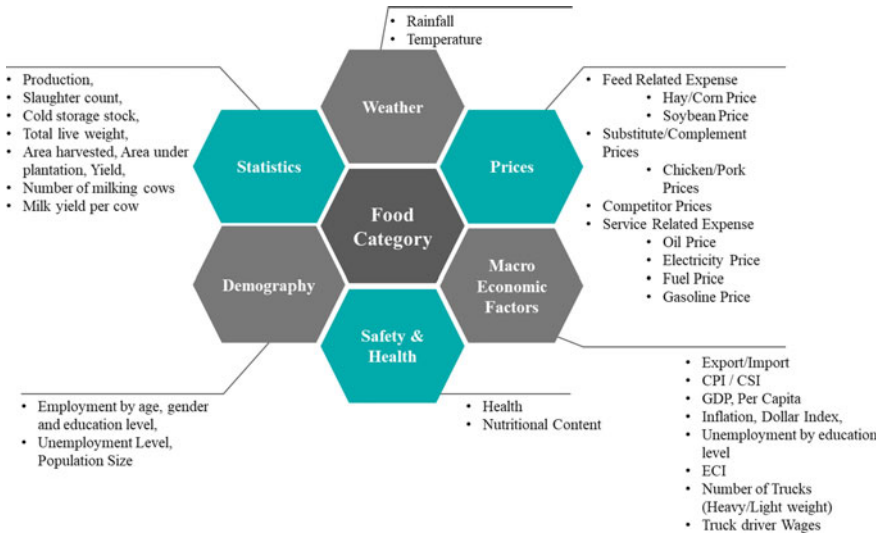 Rainfall
Temperature
Production,
Slaughter count,
Cold storage stock,
Total live weight,
Area harvested, Area under
plantation, Yield,
Number of milking cows
Milk yield per cow
Weather
Feed Related Expense
Hay/Corn Price
Soybean Price
Substitute/Complement
Prices
Chicken/Pork
Prices
Competitor Prices
Service Related Expense
Oil Price
Electricity Price
Fuel Price
Gasoline Price
Statistics
Prices
Food
Category
Demography
Macro
Economic
Factors
Safety &
Health
Employment by age, gender
and education level,
Unemployment Level,
Population Size
Health
Nutritional Content
Export/Import
CPI / CSI
GDP, Per Capita
Inflation, Dollar Index,
Unemployment by education
level
ECI
Number of Trucks
(Heavy/Light weight)
Truck driver Wages